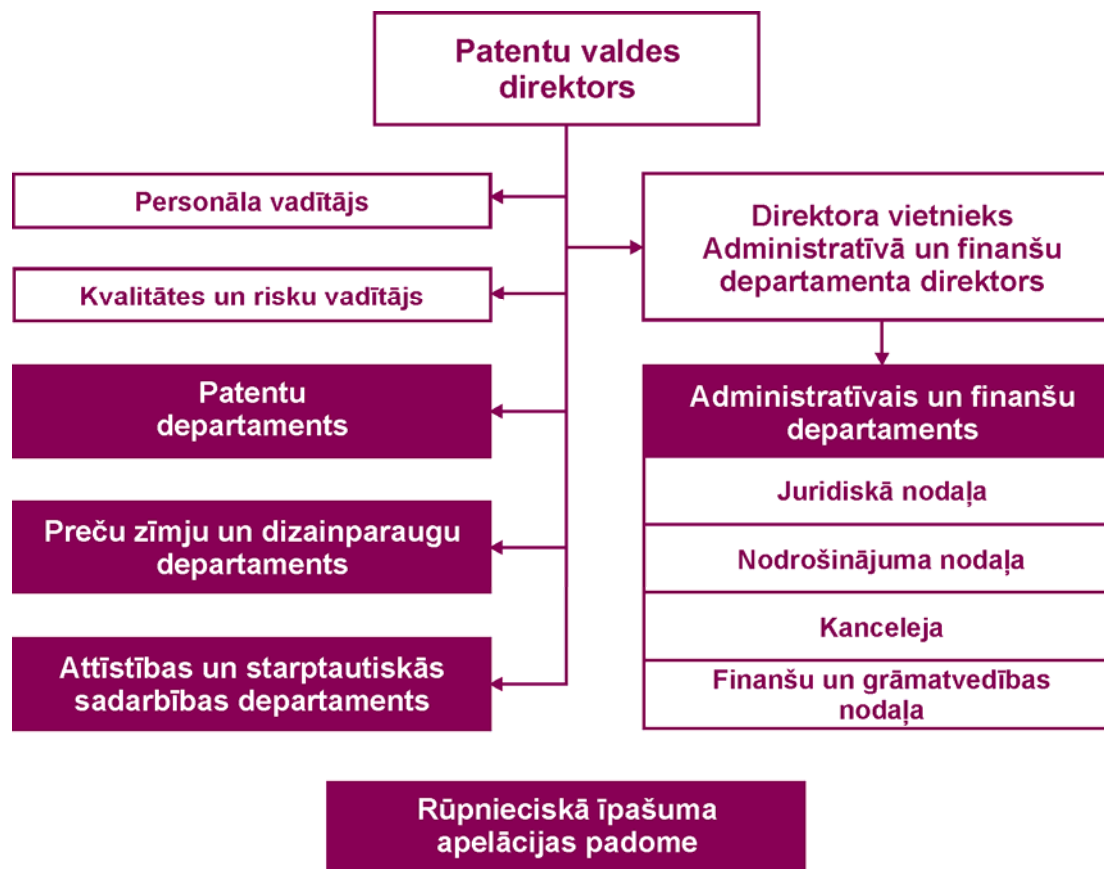 Patentu valdes
direktors
Personāla vadītājs
Kvalitātes un risku vadītājs
Patentu
departaments
Preču zīmju un dizainparaugu
departaments
Attīstības un starptautiskās
sadarbības departaments
Direktora vietnieks
Administratīvā un finanšu
departamenta direktors
Administratīvais un finanšu
departaments
Juridiskā nodaļa
Nodrošinājuma nodaļa
Kanceleja
Finanšu un grāmatvedības
nodaļa
Rūpnieciskā īpašuma
apelācijas padome